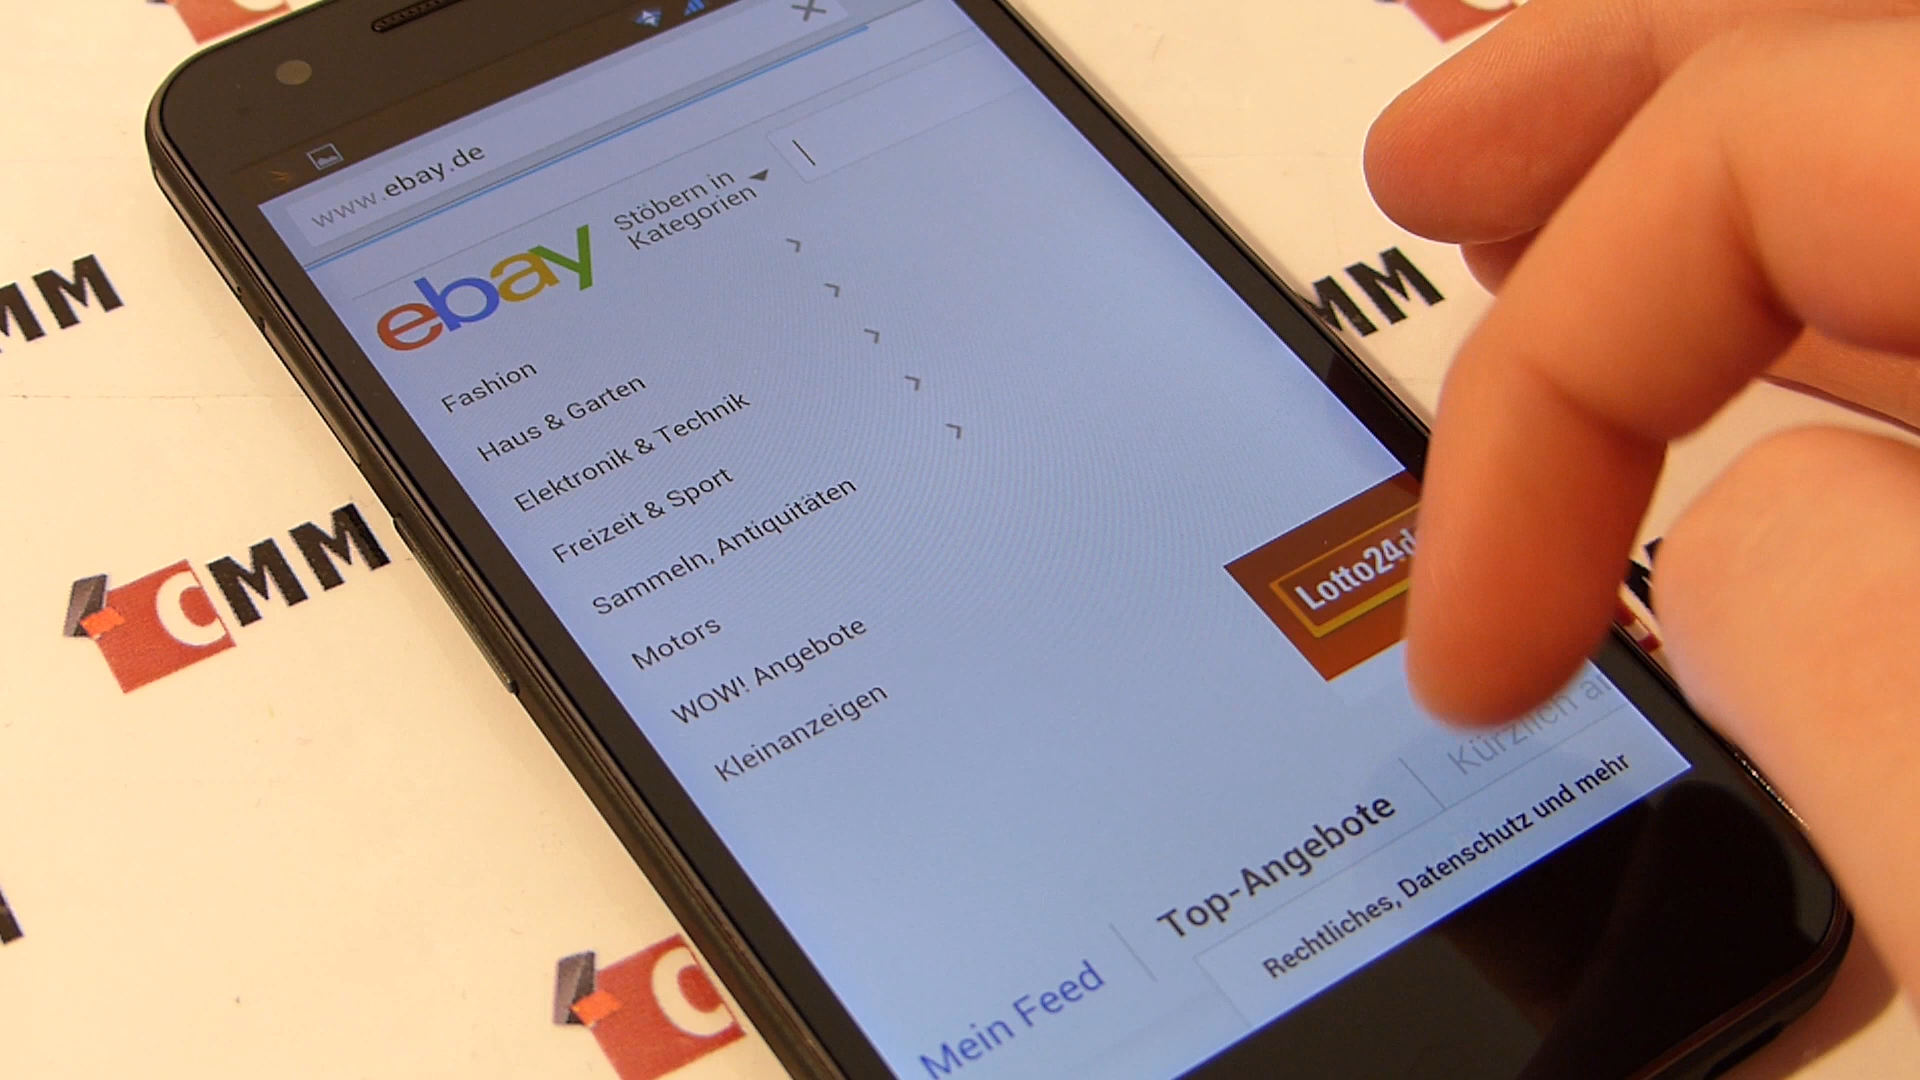 www.ebay.de
ebay
Stöbern in
Kategorien
Fashion
Haus & Garten
Elektronik & Technik
Freizeit & Sport
Sammeln, Antiquitäten
Motors
WOW! Angebote
Kleinanzeigen
Lotto24.d
Mein Feed
Top-Angebote
Kürzlich a
Rechtliches, Datenschutz und mehr
MM
MM
CMM
C